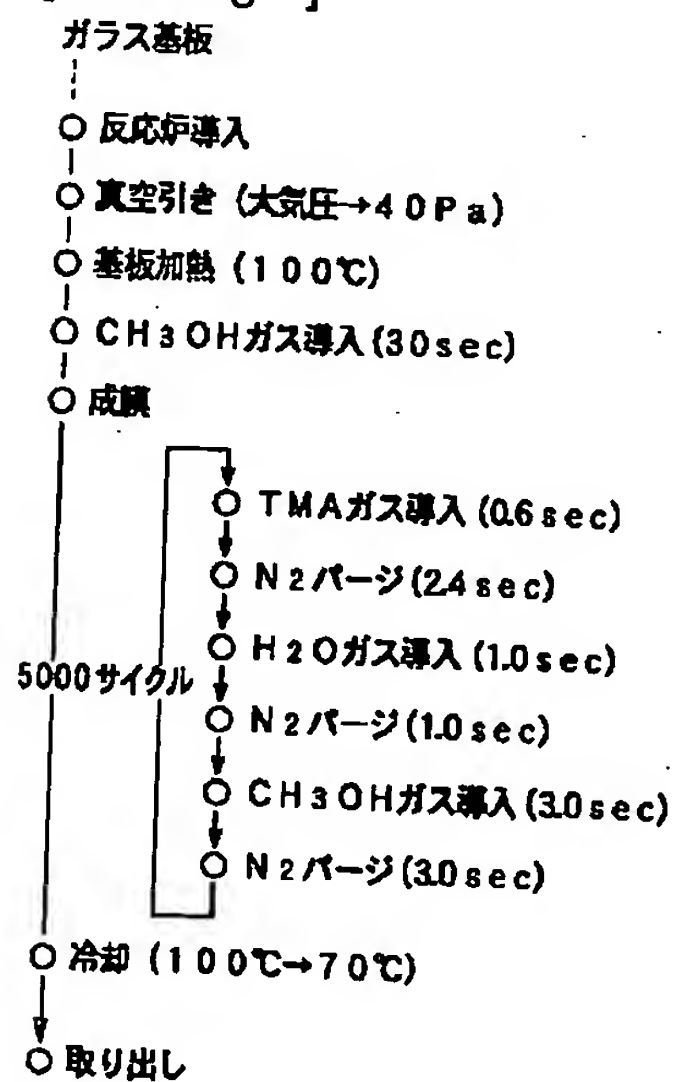 ガラス基板
反応炉導入
真空引き (大気圧→40Pa)
基板加熱 (100℃)
CH3OHガス導入(30sec)
成膜
TMAガス導入(0.6sec)
N2パージ(2.4sec)
H2Oガス導入(1.0sec)
5000サイクル
N2パージ(1.0sec)
CH3OHガス導入(3.0sec)
N2パージ(3.0sec)
冷却 (100℃→70℃)
取り出し